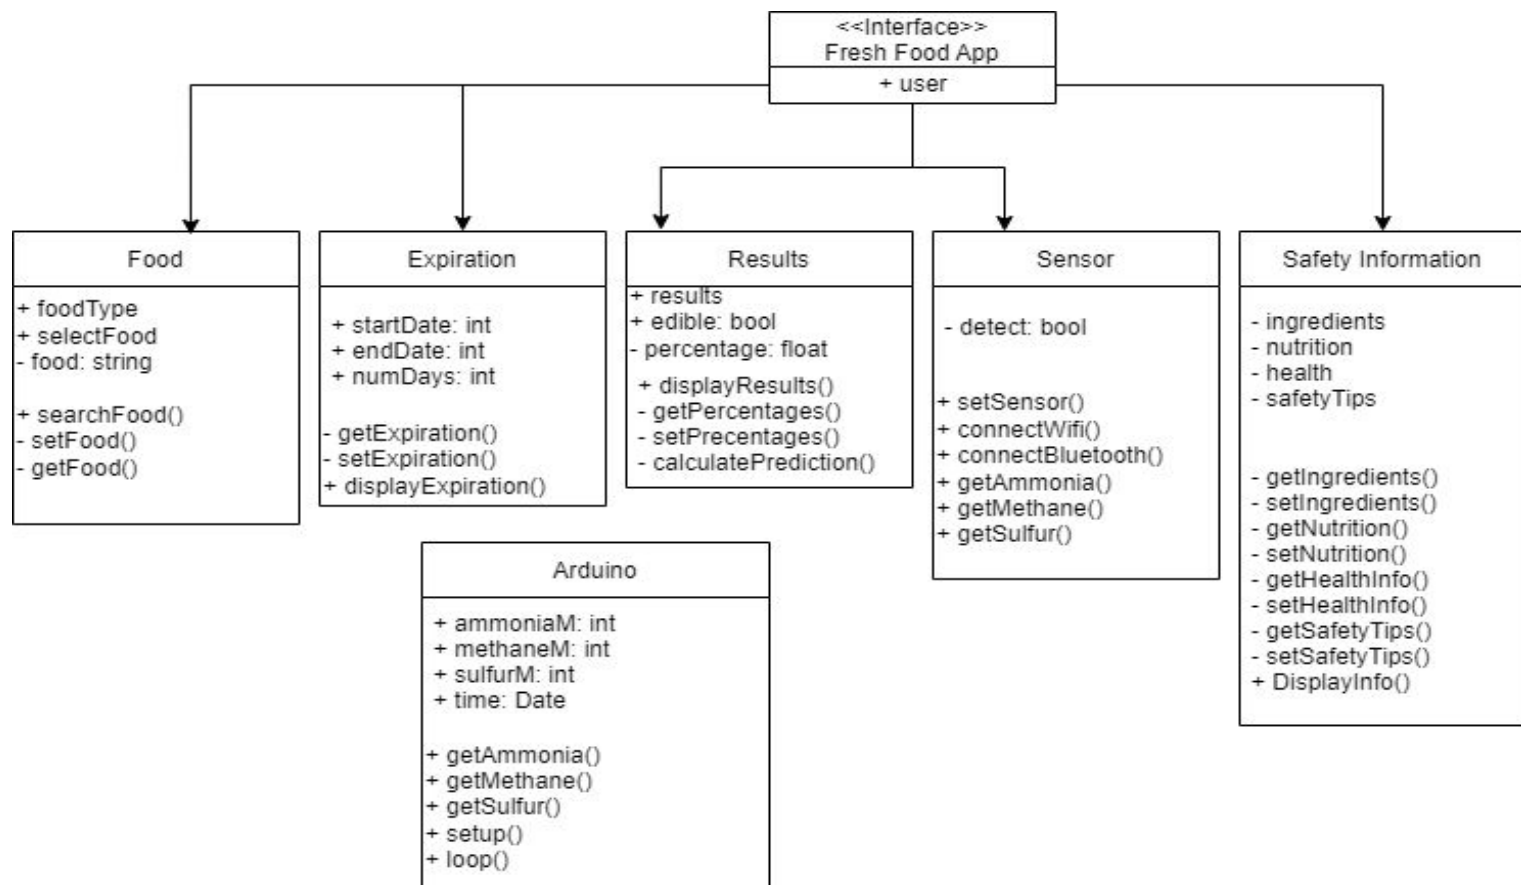 <<Interface>>
Fresh Food App
+ user
Food
+ foodType
+ selectFood
- food: string
+ searchFood()
- setFood()
- getFood()
Expiration
+ startDate: int
+ endDate: int
+ numDays: int
- getExpiration()
- setExpiration()
+ displayExpiration()
Results
+ results
+ edible: bool
- percentage: float
+ displayResults()
- getPercentages()
- setPrecentages()
- calculatePrediction()
Sensor
- detect: bool
+ setSensor()
+ connectWifi()
+ connectBluetooth()
+ getAmmonia()
+ getMethane()
+ getSulfur()
Safety Information
- ingredients
- nutrition
- health
- safetyTips
- getIngredients()
- setIngredients()
- getNutrition()
- setNutrition()
- getHealthInfo()
- setHealthInfo()
- getSafetyTips()
- setSafetyTips()
+ DisplayInfo()
Arduino
+ ammoniaM: int
+ methaneM: int
+ sulfurM: int
+ time: Date
+ getAmmonia()
+ getMethane()
+ getSulfur()
+ setup()
+ loop()